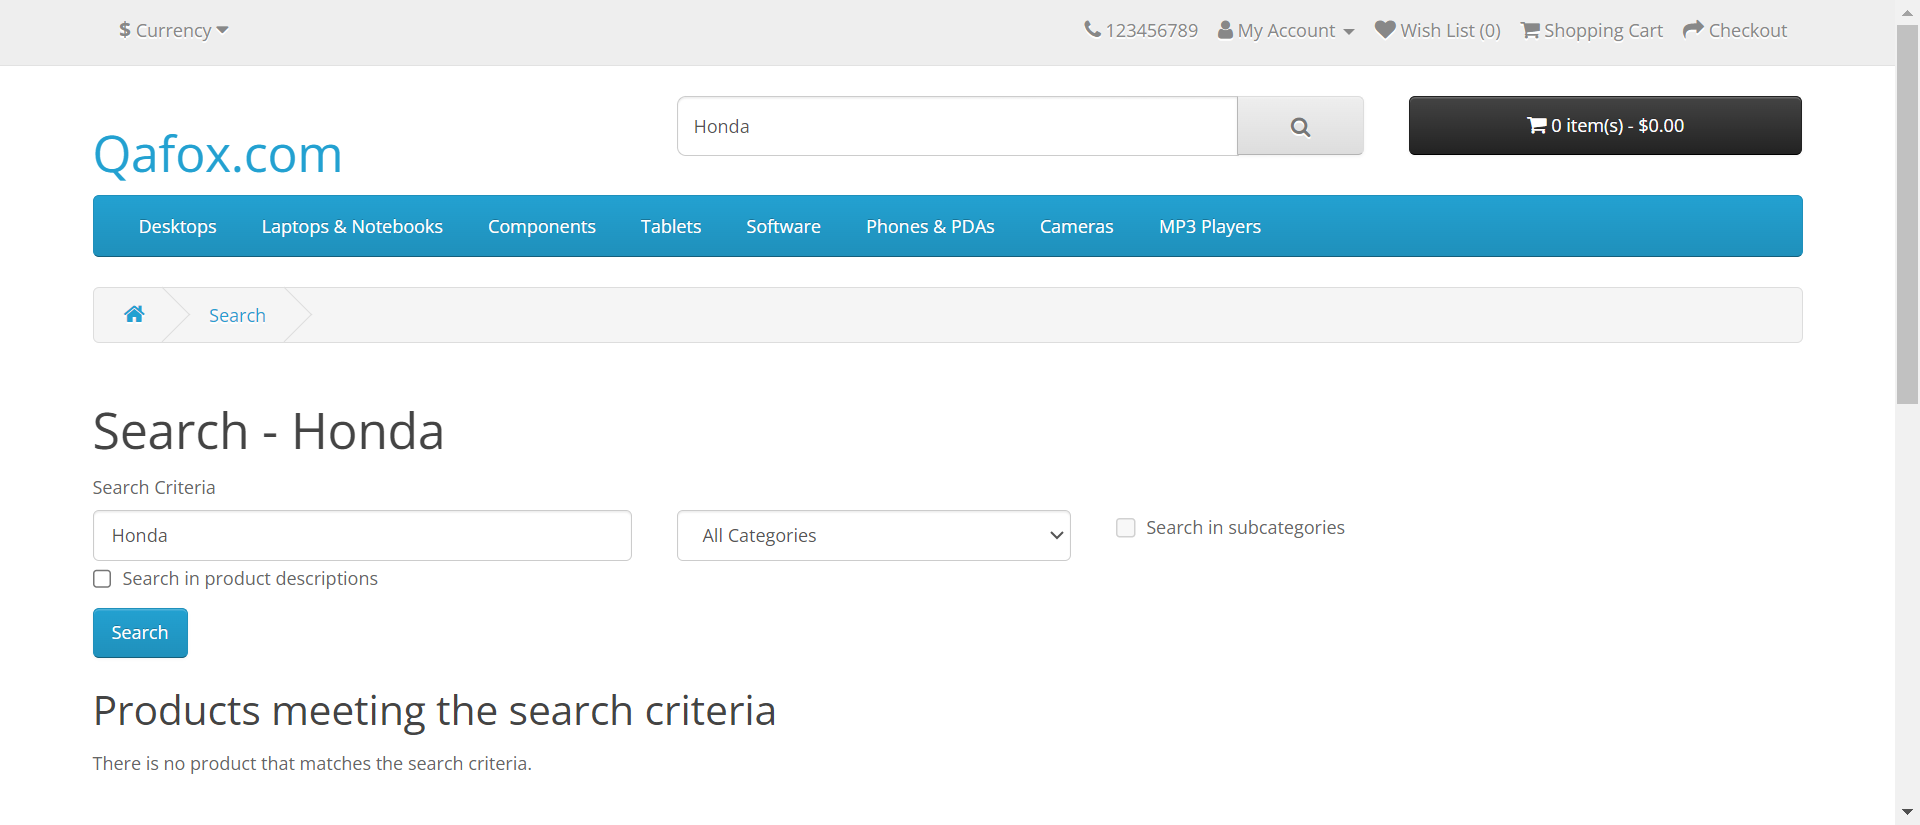 $ Currency
123456789 My Account Wish List (0) Shopping Cart Checkout
Qafox.com
Honda
0 item(s) - $0.00
Desktops Laptops & Notebooks Components Tablets Software Phones & PDAs Cameras MP3 Players
Search
Search - Honda
Search Criteria
Honda
All Categories
Search in subcategories
Search in product descriptions
Search
Products meeting the search criteria
There is no product that matches the search criteria.